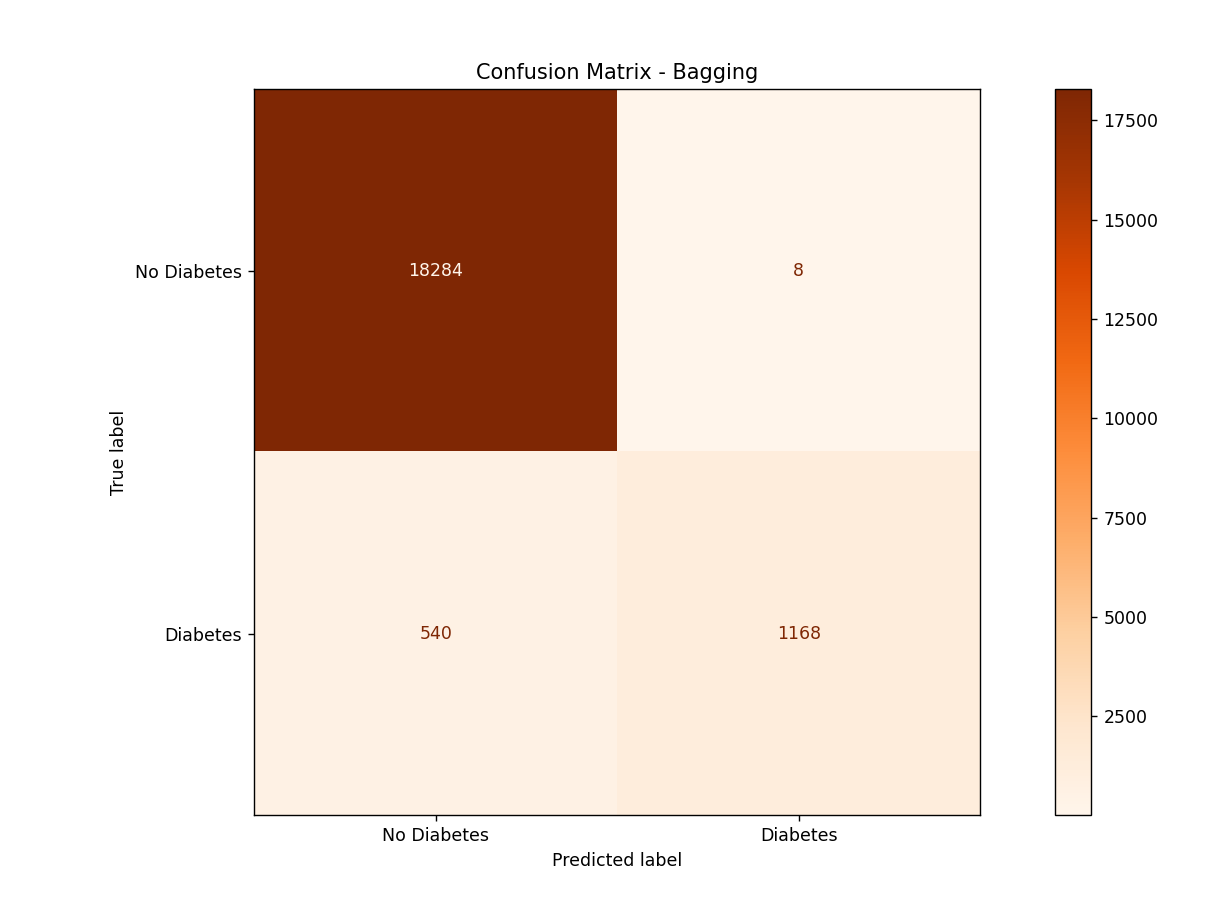 Confusion Matrix - Bagging
17500
15000
12500
10000
7500
5000
2500
True label
No Diabetes
18284
8
Diabetes
540
1168
No Diabetes
Diabetes
Predicted label